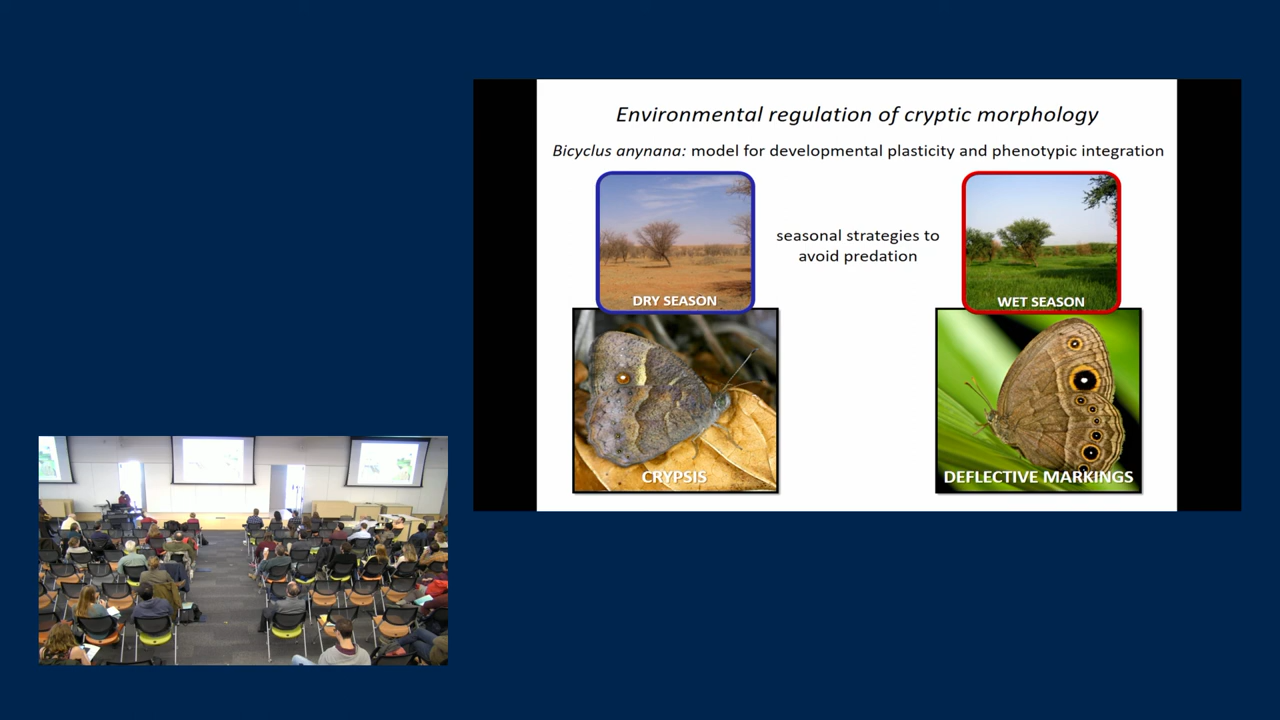 Environmental regulation of cryptic morphology
Bicyclus anynana: model for developmental plasticity and phenotypic integration
DRY SEASON
seasonal strategies to
avoid predation
WET SEASON
CRYPSIS
DEFLECTIVE MARKINGS